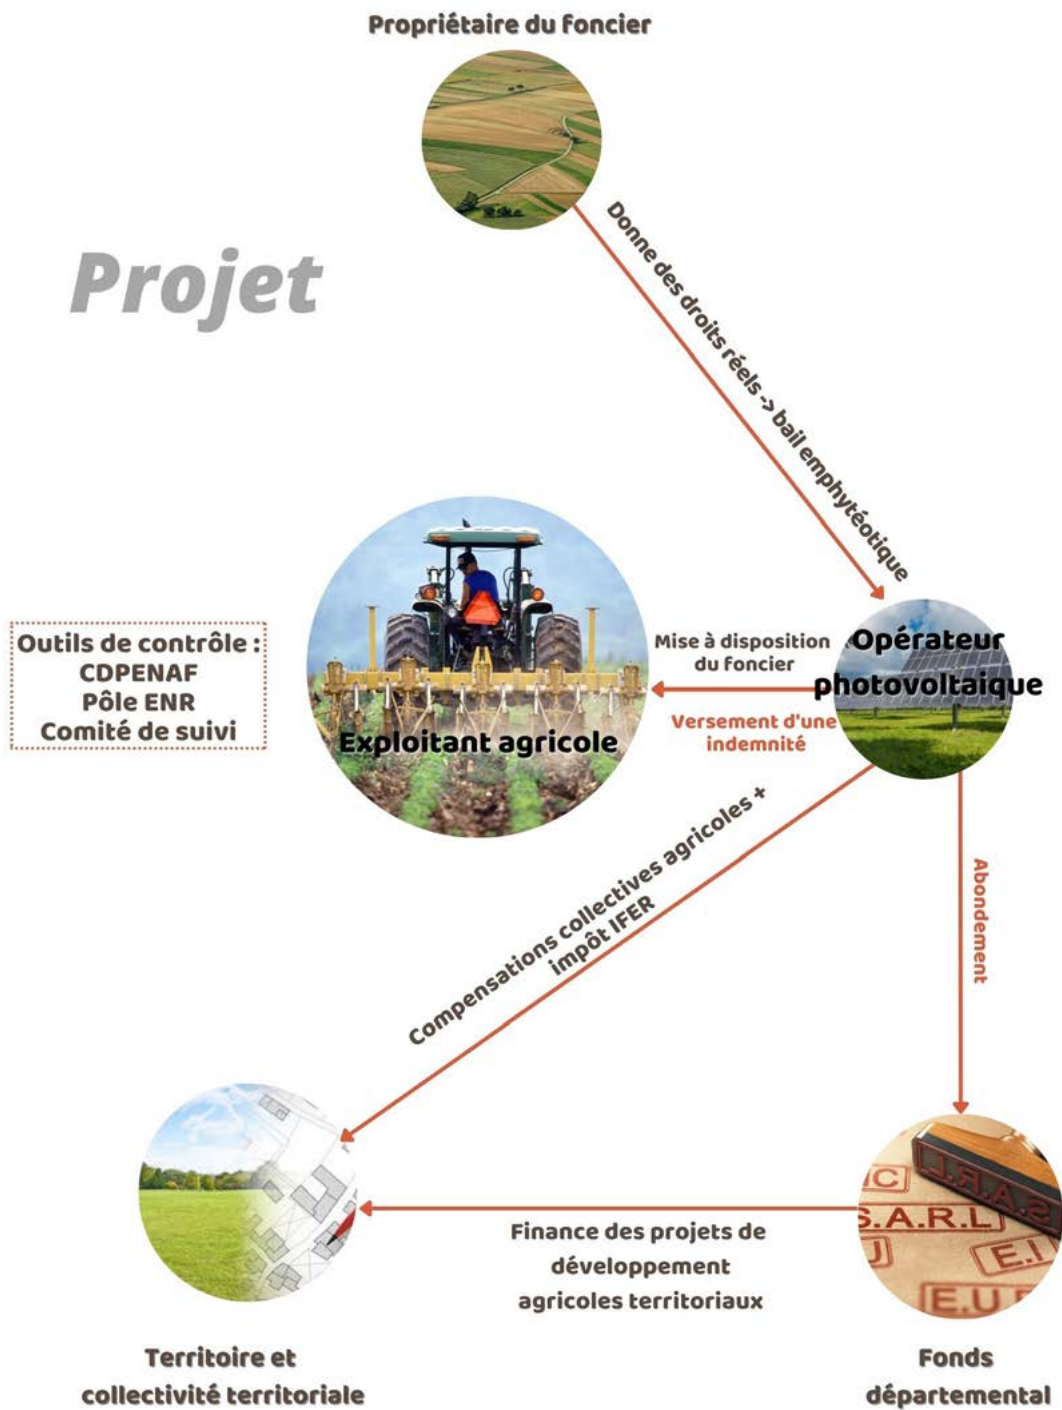 Propriétaire du foncier
Projet
Donne des droits réels -> bail emphytéotique
Outils de contrôle :
CDPENAF
Pôle ENR
Comité de suivi
Exploitant agricole
Mise à disposition
du foncier
Versement d'une
indemnité
Opérateur
photovoltaique
Compensations collectives agricoles +
impôt IFER
Abondement
S.A.R.L
S.A.R.L
E.I
E.U
Finance des projets de
développement
agricoles territoriaux
Territoire et
collectivité territoriale
Fonds
départemental